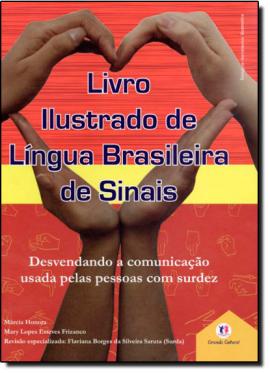 Livro
Ilustrado de
Língua Brasileira
de Sinais
Desvendando a comunicação
usada pelas pessoas com surdez
Márcia Honora
Mary Lopes Esteves Frizanco
Revisão especializada: Flaviana Borges da Silveira Saruta (Surda)
Ciranda Cultural